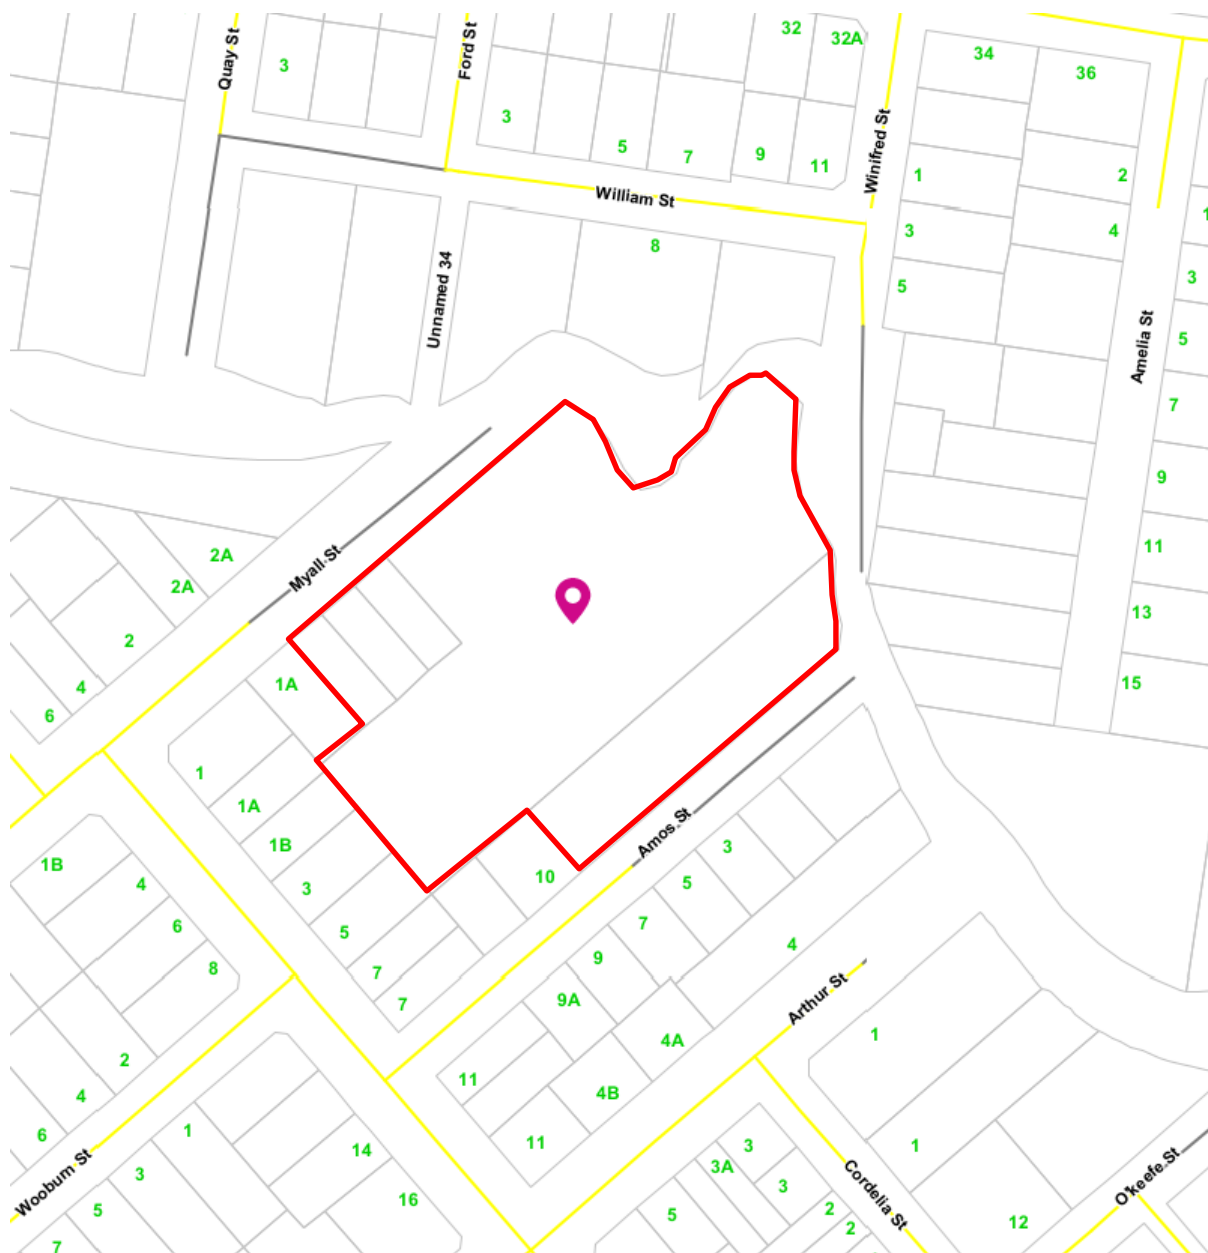 32
32A
34
36
Quay St
Ford St
3
3
5
7
9
11
Winifred St
1
2
1
William St
3
4
8
5
3
Unnamed 34
Amelia St
5
7
9
Myall St
2A
2A
11
13
2
1A
4
15
6
1
1A
Amos St
1B
3
1B
4
10
5
3
6
5
7
8
7
9
4
7
9A
Arthur St
4A
1
2
11
4B
4
6
1
11
3
1
14
3A
3
Wooburn St
3
Cordelia St
O'keefe St
16
5
5
2
2
12
7